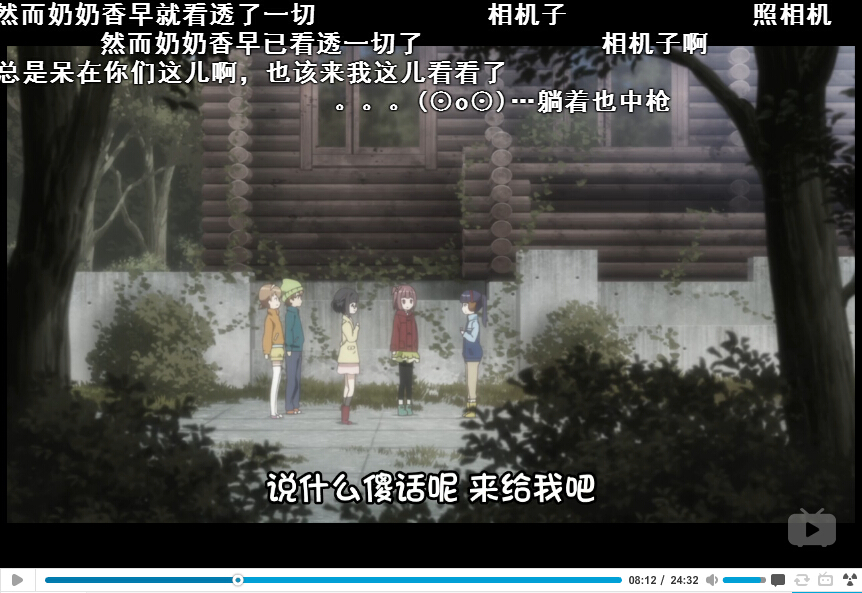 然而奶奶香早就看透了一切 相机子 照相机
然而奶奶香早已看透一切了 相机子啊
总是呆在你们这儿啊，也该来我这儿看看了
。。。(⊙o⊙)…躺着也中枪
说什么傻话呢 来给我吧
08:12 / 24:32